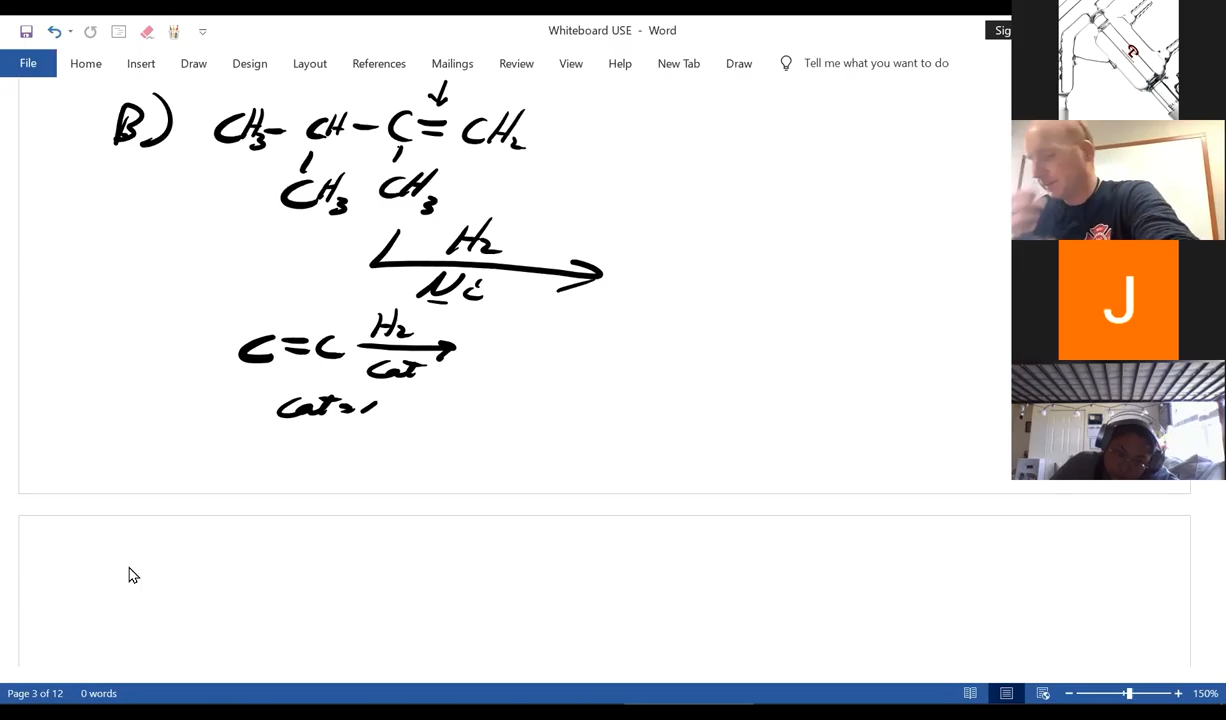 Whiteboard USE - Word
Sig
File Home Insert Draw Design Layout References Mailings Review View Help New Tab Draw Tell me what you want to do
B.) CH3- CH - C = CH2
CH3 CH3
H2
Ni
C = C H2
Cat
Cat =
J
Page 3 of 12 0 words 150%